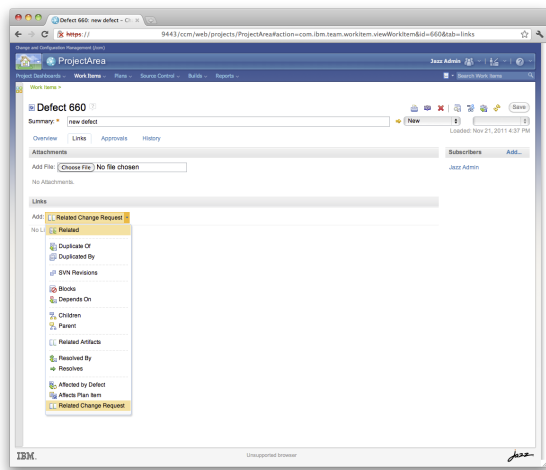 Defect 660: new defect – Ch
https://
9443/ccm/web/projects/ProjectArea#action=com.ibm.team.workitem.viewWorkItem&id=660&tab=links
Change and Configuration Management (/ccm)
ProjectArea
Jazz Admin
Project Dashboards
Work Items
Plans
Source Control
Builds
Reports
Search Work Items
Work Items >
Defect 660
Save
Summary: * new defect
New
Loaded: Nov 21, 2011 4:37 PM
Overview Links Approvals History
Attachments
Subscribers Add...
Add File: Choose File No file chosen
Jazz Admin
No Attachments.
Links
Add: Related Change Request
No Li
Related
Duplicate Of
Duplicated By
SVN Revisions
Blocks
Depends On
Children
Parent
Related Artifacts
Resolved By
Resolves
Affected by Defect
Affects Plan Item
Related Change Request
IBM.
Unsupported browser
jazz